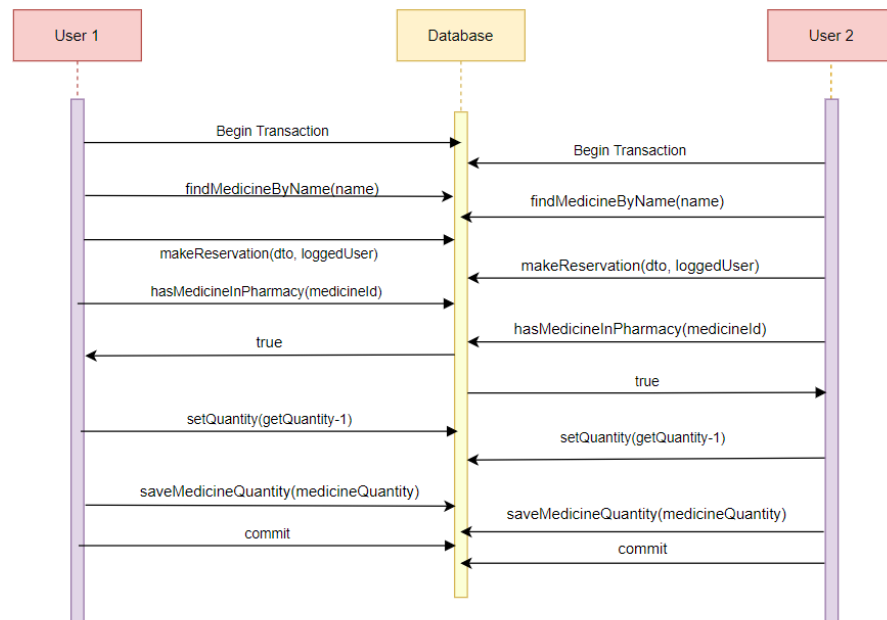 User 1
Database
User 2
Begin Transaction
Begin Transaction
findMedicineByName(name)
findMedicineByName(name)
makeReservation(dto, loggedUser)
makeReservation(dto, loggedUser)
hasMedicineInPharmacy(medicineId)
hasMedicineInPharmacy(medicineId)
true
true
setQuantity(getQuantity-1)
setQuantity(getQuantity-1)
saveMedicineQuantity(medicineQuantity)
saveMedicineQuantity(medicineQuantity)
commit
commit